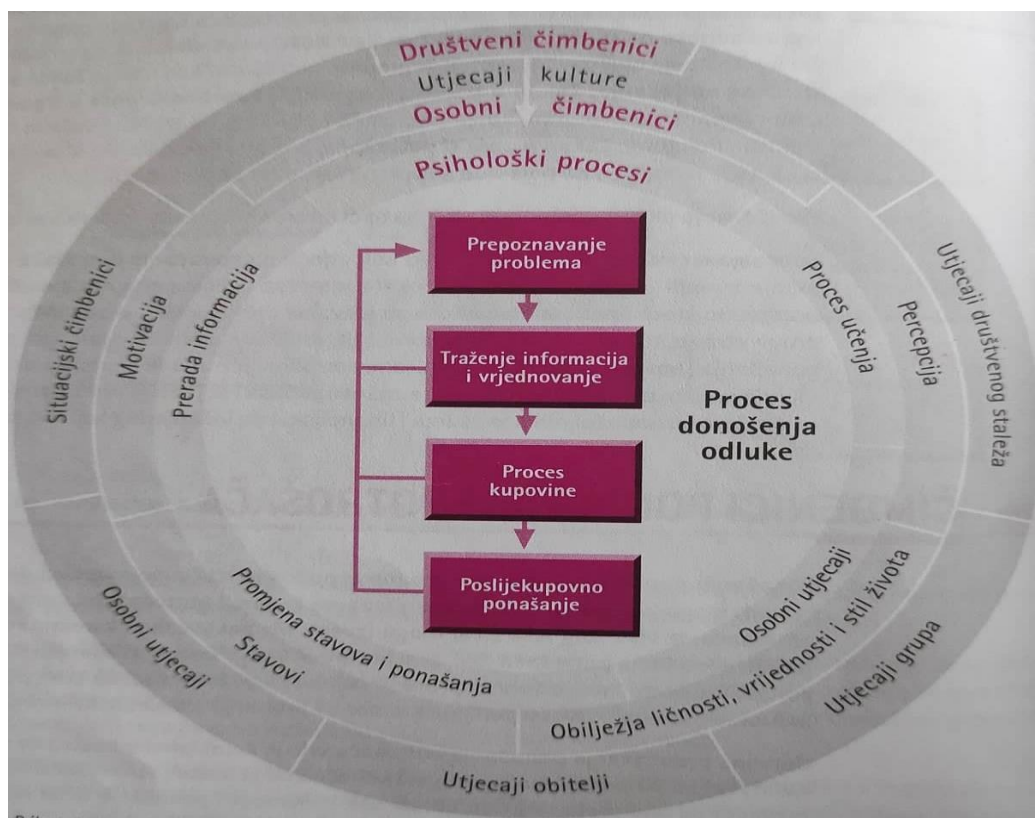 Društveni čimbenici
Utjecaji kulture
Osobni čimbenici
Psihološki procesi
Situacijski čimbenici
Motivacija
Prerada informacija
Prepoznavanje
problema
Traženje informacija
i vrjednovanje
Proces
kupovine
Poslijekupovno
ponašanje
Proces
donošenja
odluke
Proces učenja
Percepcija
Utjecaji društvenog staleža
Osobni utjecaji
Stavovi
Promjena stavova i ponašanja
Osobni utjecaji
Obilježja ličnosti, vrijednosti i stil života
Utjecaji grupa
Utjecaji obitelji